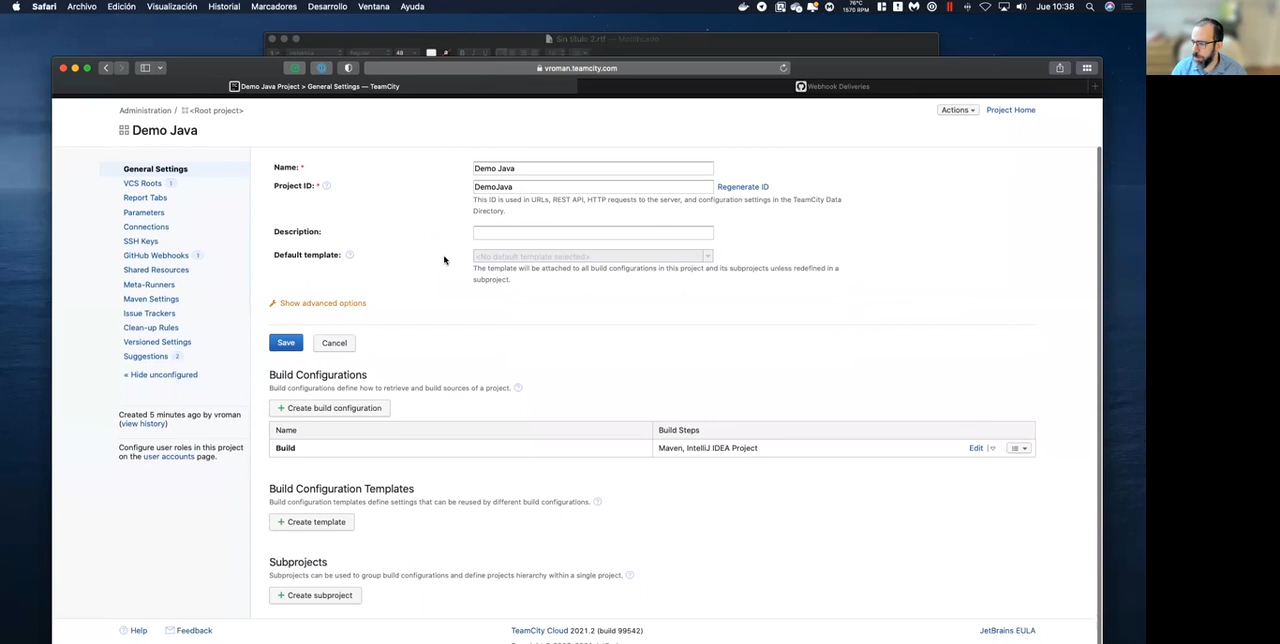 Safari Archivo Edición Visualización Historial Marcadores Desarrollo Ventana Ayuda
76°C
1570 RPM
Jue 10:38
Sin título 2.rtf — Modificado
vroman.teamcity.com
Demo Java Project > General Settings — TeamCity
Webhook Deliveries
Administration / <Root project>
Actions
Project Home
Demo Java
General Settings
VCS Roots 1
Report Tabs
Parameters
Connections
SSH Keys
GitHub Webhooks 1
Shared Resources
Meta-Runners
Maven Settings
Issue Trackers
Clean-up Rules
Versioned Settings
Suggestions 2
« Hide unconfigured
Created 5 minutes ago by vroman
(view history)
Configure user roles in this project
on the user accounts page.
Name: * Demo Java
Project ID: * DemoJava Regenerate ID
This ID is used in URLs, REST API, HTTP requests to the server, and configuration settings in the TeamCity Data
Directory.
Description:
Default template: <No default template selected>
The template will be attached to all build configurations in this project and its subprojects unless redefined in a
subproject.
Show advanced options
Save Cancel
Build Configurations
Build configurations define how to retrieve and build sources of a project.
+ Create build configuration
Name Build Steps
Build Maven, IntelliJ IDEA Project Edit
Build Configuration Templates
Build configuration templates define settings that can be reused by different build configurations.
+ Create template
Subprojects
Subprojects can be used to group build configurations and define projects hierarchy within a single project.
+ Create subproject
Help Feedback TeamCity Cloud 2021.2 (build 99542) JetBrains EULA